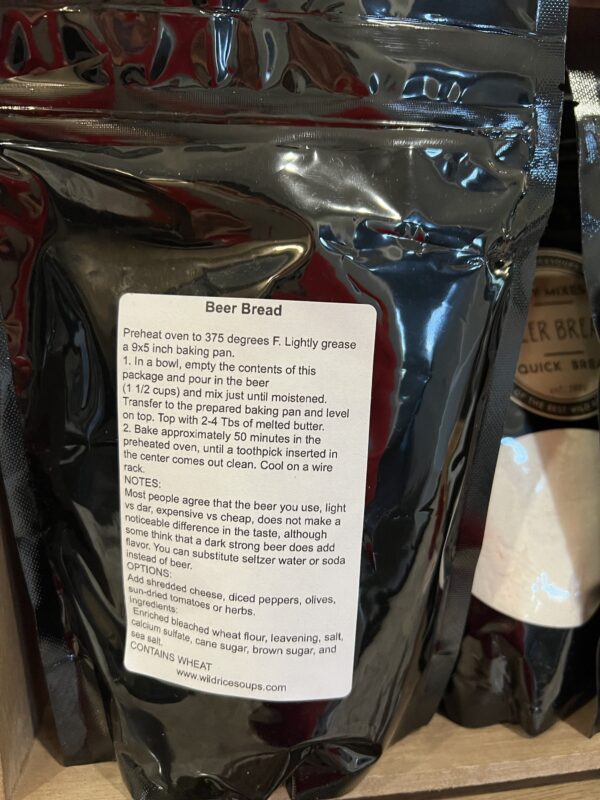 Beer Bread
Preheat oven to 375 degrees F. Lightly grease
a 9x5 inch baking pan.
1. In a bowl, empty the contents of this
package and pour in the beer
(1 1/2 cups) and mix just until moistened.
Transfer to the prepared baking pan and level
on top. Top with 2-4 Tbs of melted butter.
2. Bake approximately 50 minutes in the
preheated oven, until a toothpick inserted in
the center comes out clean. Cool on a wire
rack.
NOTES:
Most people agree that the beer you use, light
vs dar, expensive vs cheap, does not make a
noticeable difference in the taste, although
some think that a dark strong beer does add
flavor. You can substitute seltzer water or soda
instead of beer.
OPTIONS:
Add shredded cheese, diced peppers, olives,
sun-dried tomatoes or herbs.
Ingredients:
Enriched bleached wheat flour, leavening, salt,
calcium sulfate, cane sugar, brown sugar, and
sea salt.
CONTAINS WHEAT
www.wildricesoups.com
MIXES
EER BREA
QUICK BREA
OF THE BEST WILD